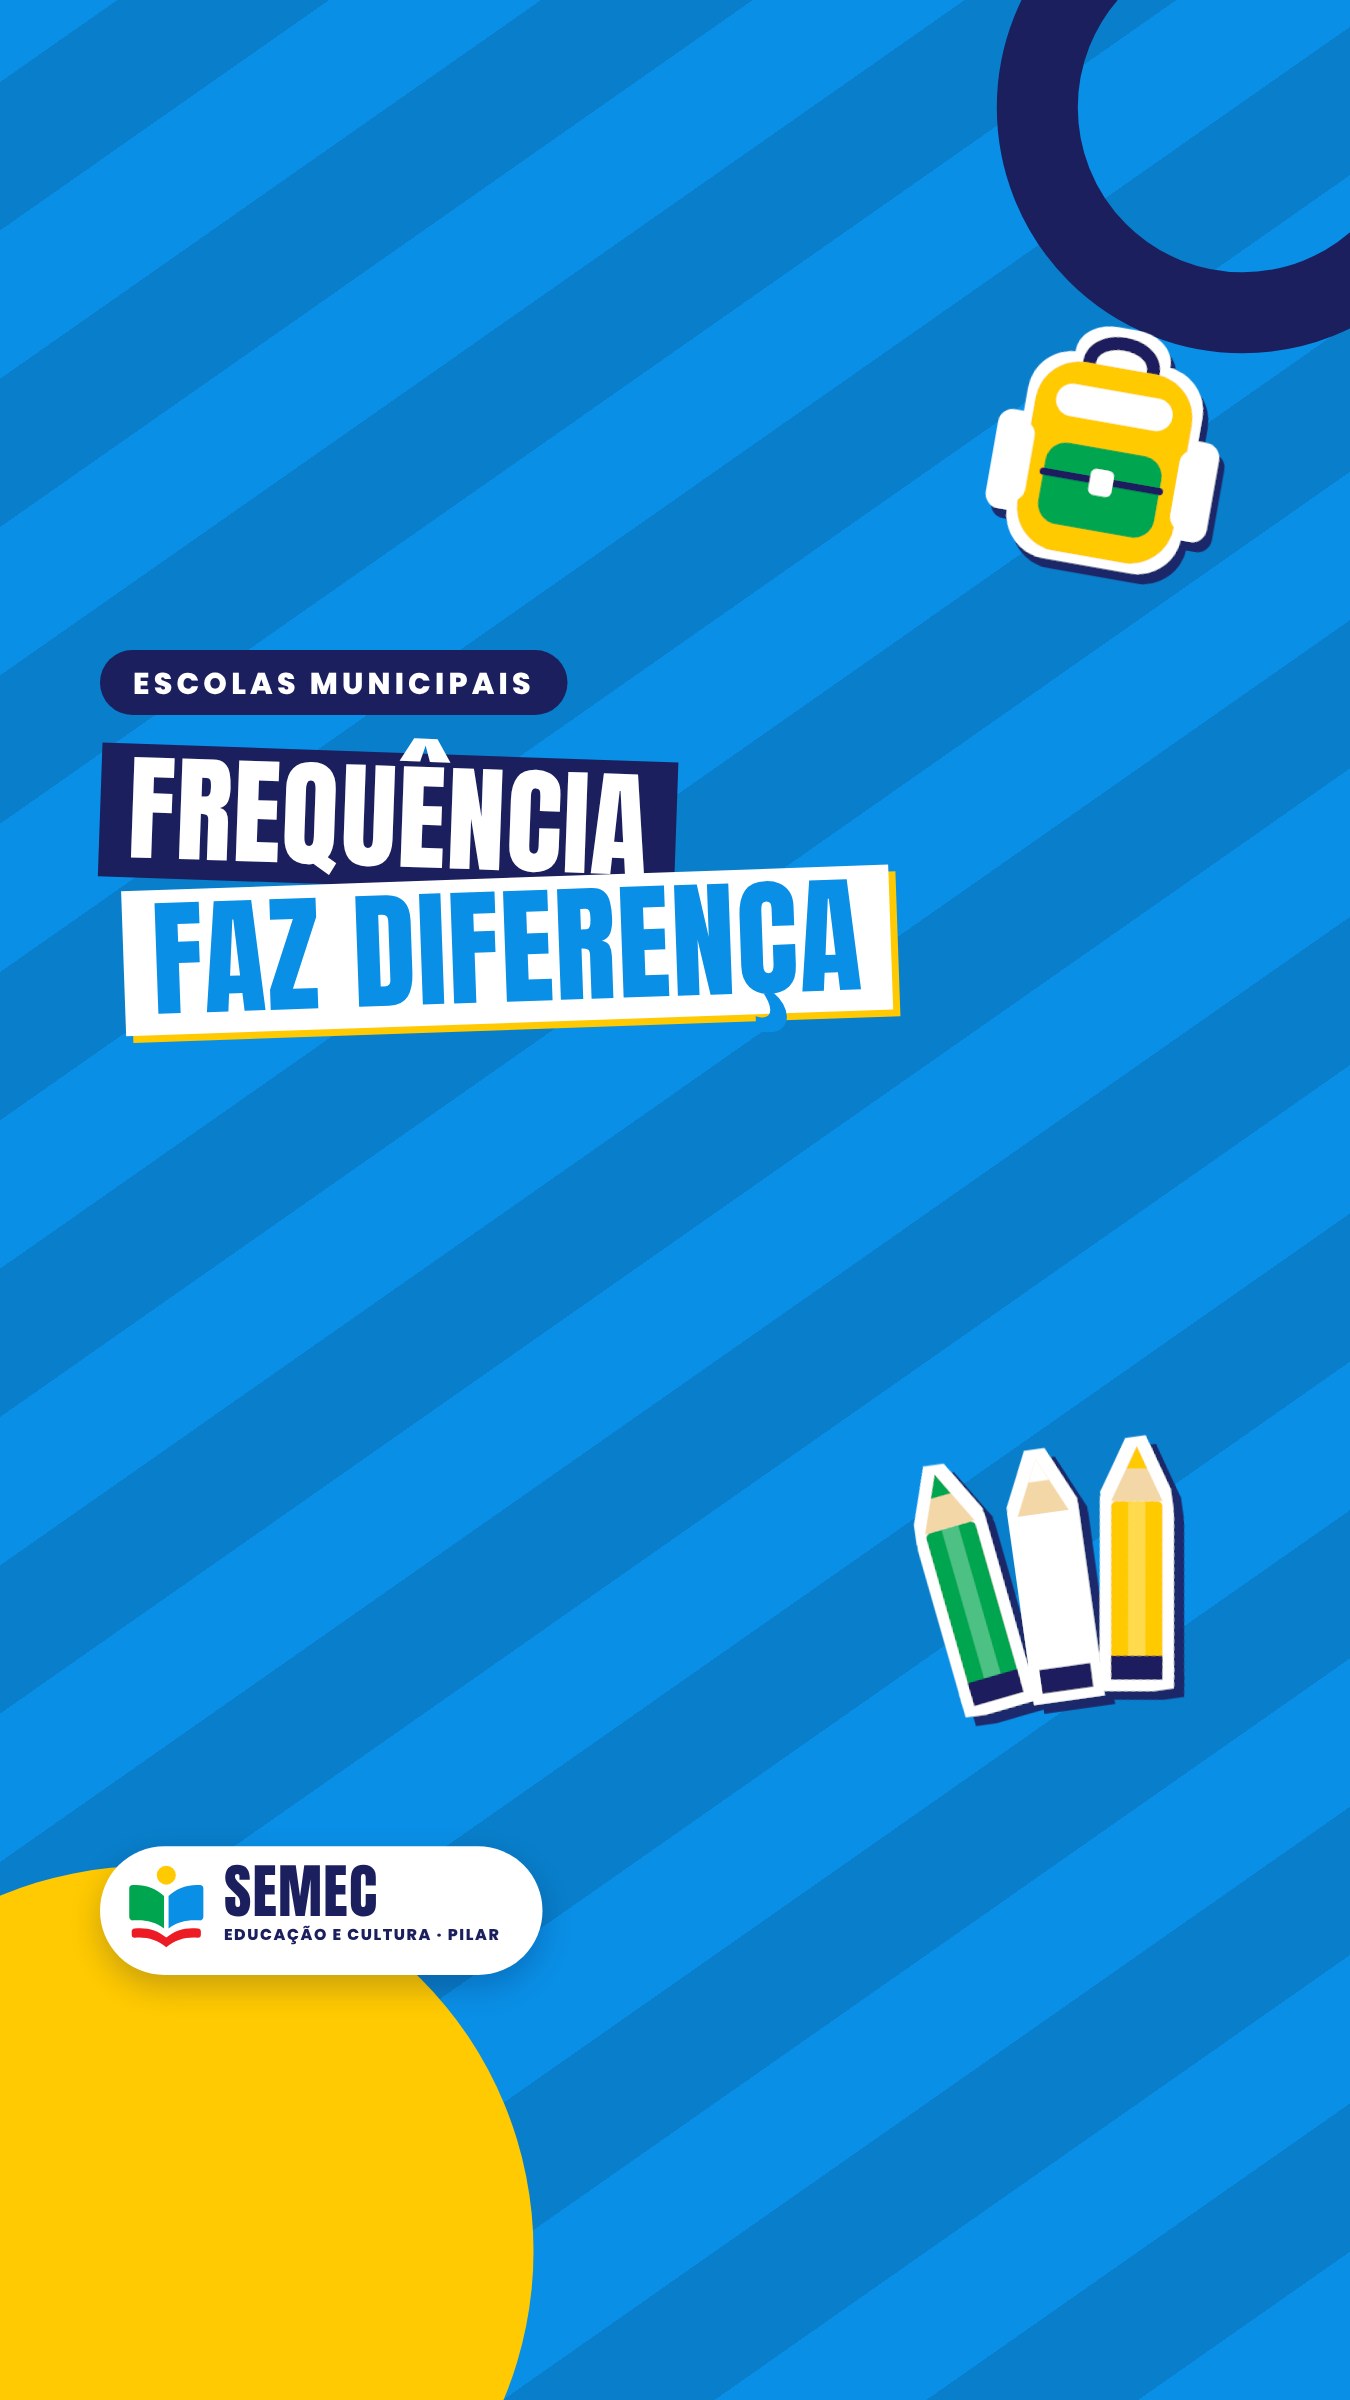 ESCOLAS MUNICIPAIS
FREQUÊNCIA
FAZ DIFERENÇA
SEMEC
EDUCAÇÃO E CULTURA · PILAR